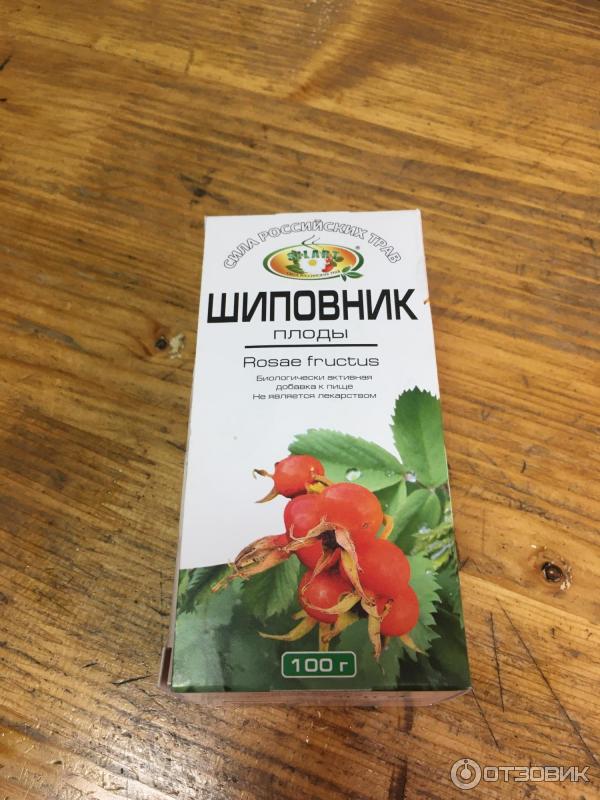 СИЛА РОССИЙСКИХ ТРАВ
ШИПОВНИК
ПЛОДЫ
Rosae fructus
Биологически активная
добавка к пище
Не является лекарством
100 г
ОТЗОВИК